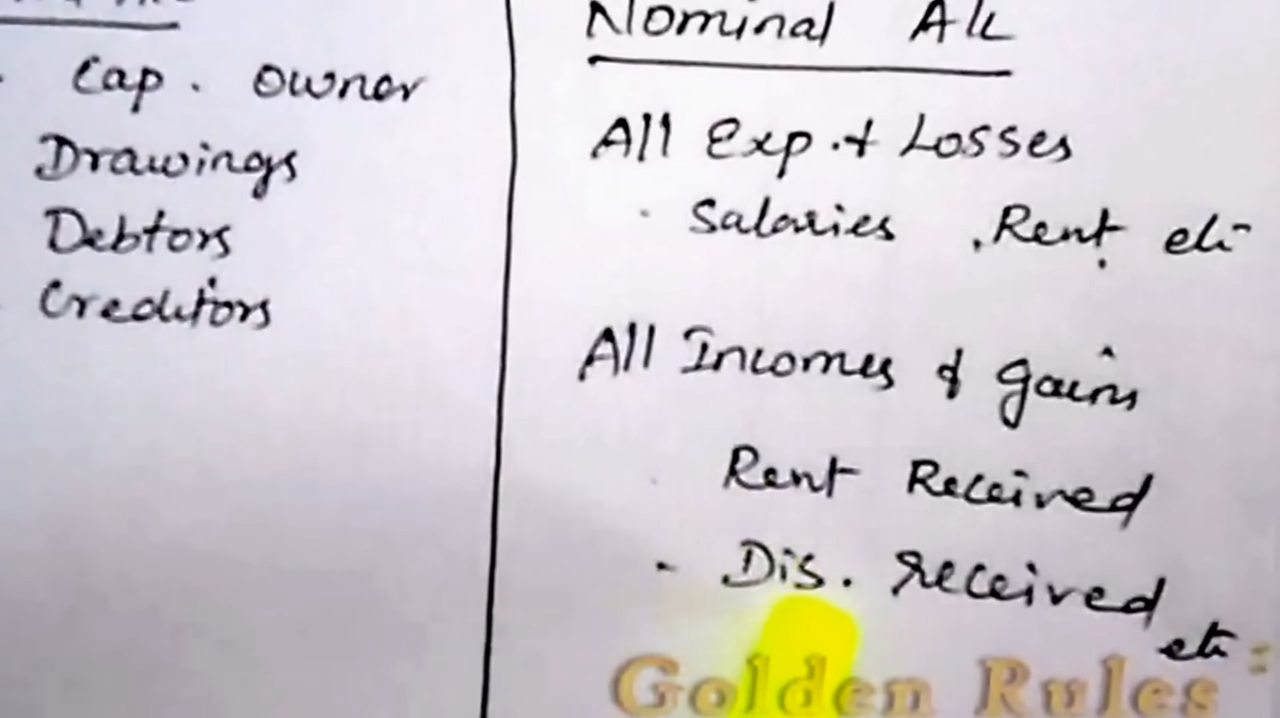 Cap. Owner
Drawings
Debtors
Creditors
Nominal A/c
All Exp. & Losses
. Salaries , Rent etc
All Incomes & gains
Rent Received
- Dis. received
etc
Golden Rules